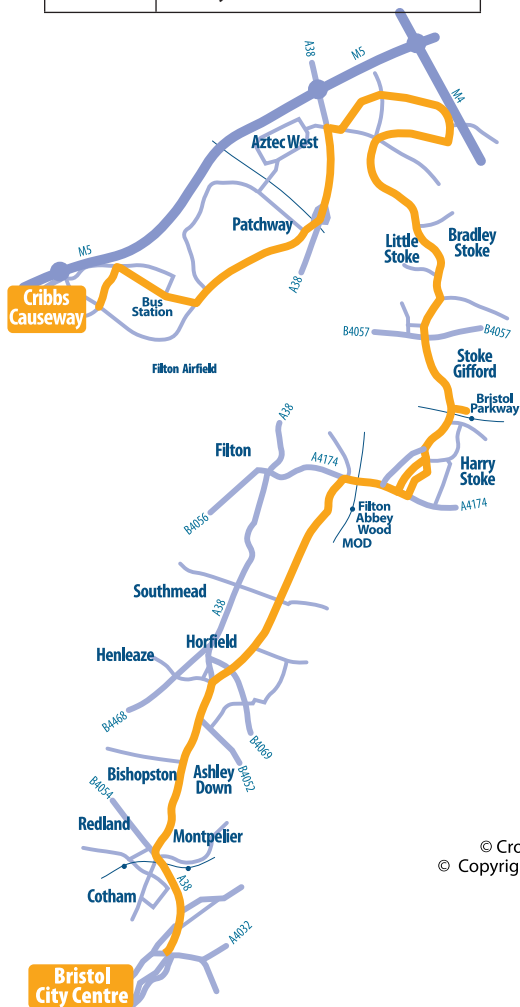 A38
M5
M4
Aztec West
Patchway
Little
Stoke
Bradley
Stoke
M5
A38
Cribbs
Causeway
Bus
Station
B4057
B4057
Stoke
Gifford
Filton Airfield
Bristol
Parkway
A38
Filton
A4174
Harry
Stoke
B4056
Filton
Abbey
Wood
MOD
A4174
Southmead
A38
Horfield
Henleaze
B4468
B4069
B4052
Bishopston
Ashley
Down
B4054
Redland
Montpelier
© Cro
© Copyrig
A38
Cotham
A4032
Bristol
City Centre